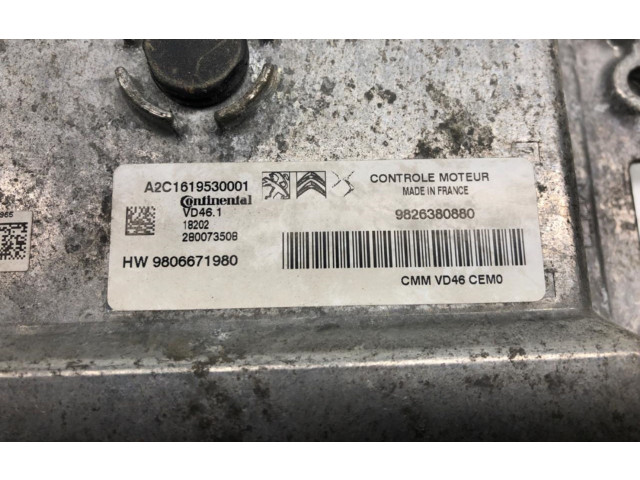 A2C1619530001
Continental
VD46.1
18202
280073508
HW 9806671980
CONTROLE MOTEUR
MADE IN FRANCE
9826380880
CMM VD46 CEM0